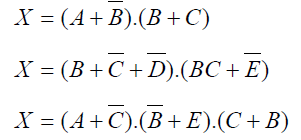 X = (A + B̅).(B + C)
X = (B + C̅ + D̅).(BC + E̅)
X = (A + C̅).(B̅ + E).(C + B)